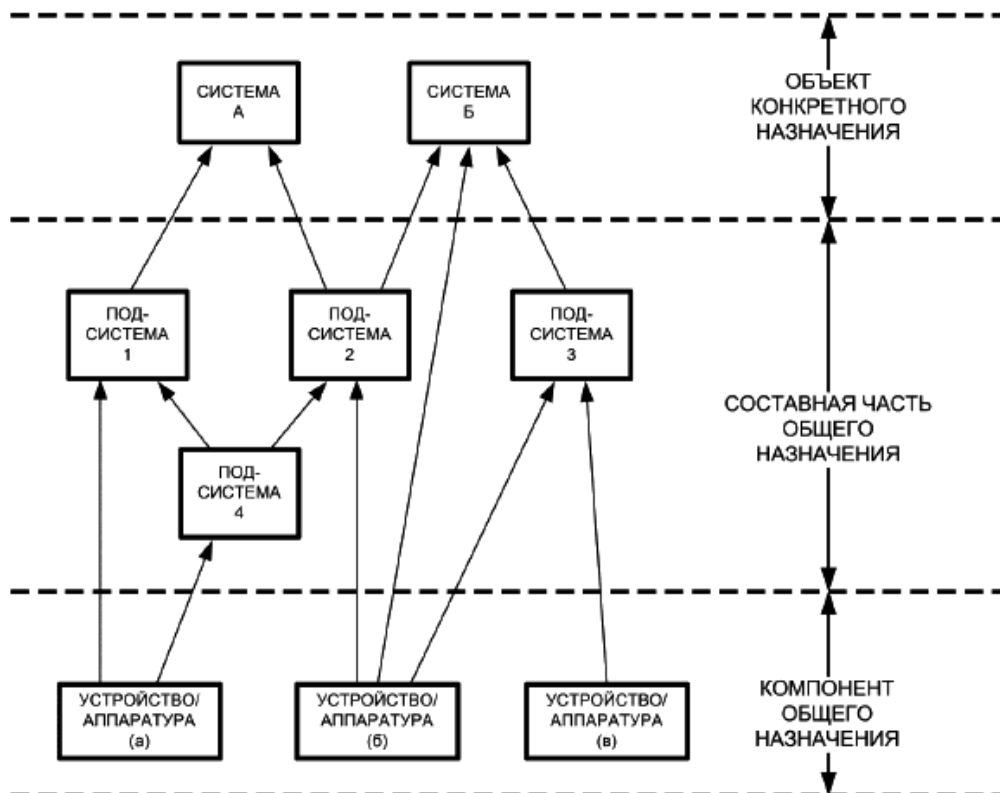 СИСТЕМА
А
СИСТЕМА
Б
ОБЪЕКТ
КОНКРЕТНОГО
НАЗНАЧЕНИЯ
ПОД-
СИСТЕМА
1
ПОД-
СИСТЕМА
2
ПОД-
СИСТЕМА
3
СОСТАВНАЯ ЧАСТЬ
ОБЩЕГО
НАЗНАЧЕНИЯ
ПОД-
СИСТЕМА
4
УСТРОЙСТВО/
АППАРАТУРА
(а)
УСТРОЙСТВО/
АППАРАТУРА
(б)
УСТРОЙСТВО/
АППАРАТУРА
(в)
КОМПОНЕНТ
ОБЩЕГО
НАЗНАЧЕНИЯ